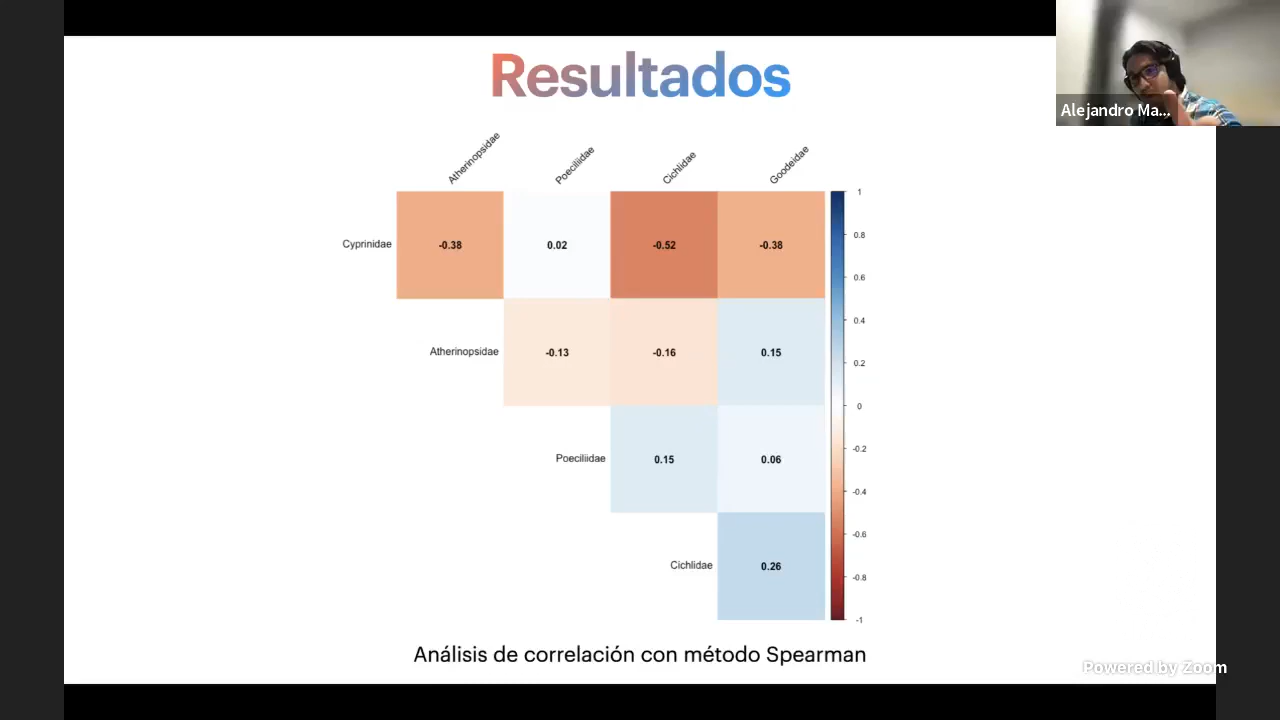 Resultados
Alejandro Ma...
Atherinopsidae
Poeciliidae
Cichlidae
Goodeidae
Cyprinidae
-0.38
0.02
-0.52
-0.38
Atherinopsidae
-0.13
-0.16
0.15
Poeciliidae
0.15
0.06
Cichlidae
0.26
1
0.8
0.6
0.4
0.2
0
-0.2
-0.4
-0.6
-0.8
-1
Análisis de correlación con método Spearman
Powered by Zoom